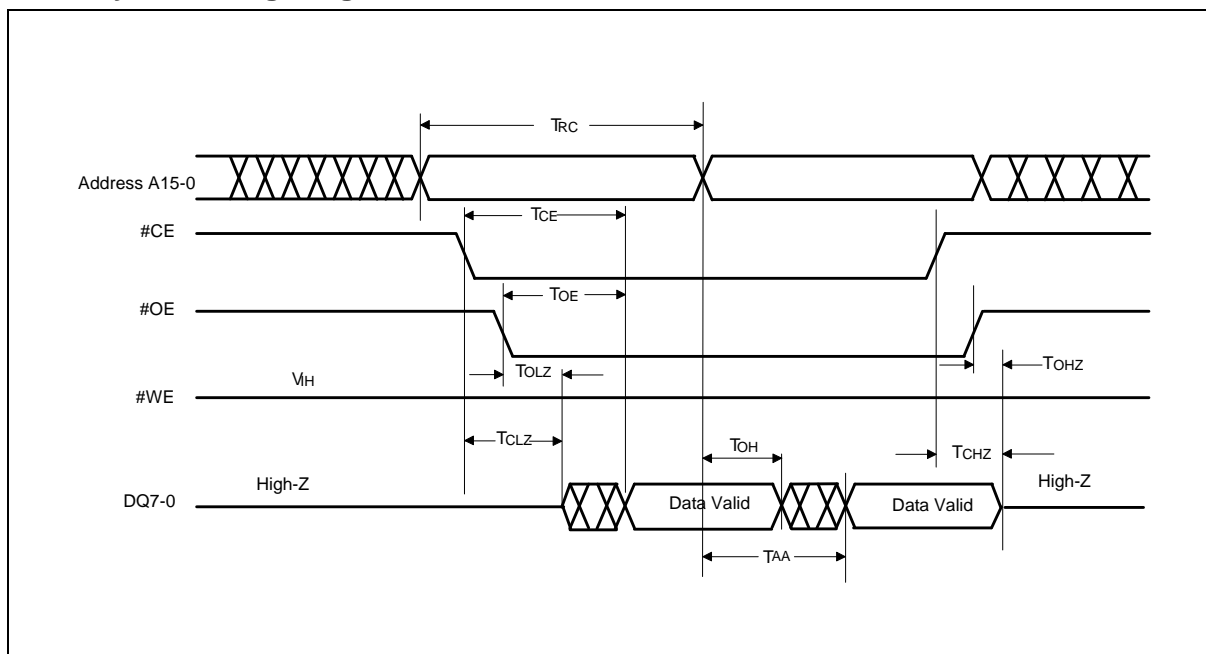 TRC
Address A15-0
TCE
#CE
TOE
#OE
TOLZ
TOHZ
VIH
#WE
TCLZ
TOH
TCHZ
High-Z
High-Z
DQ7-0
Data Valid
Data Valid
TAA